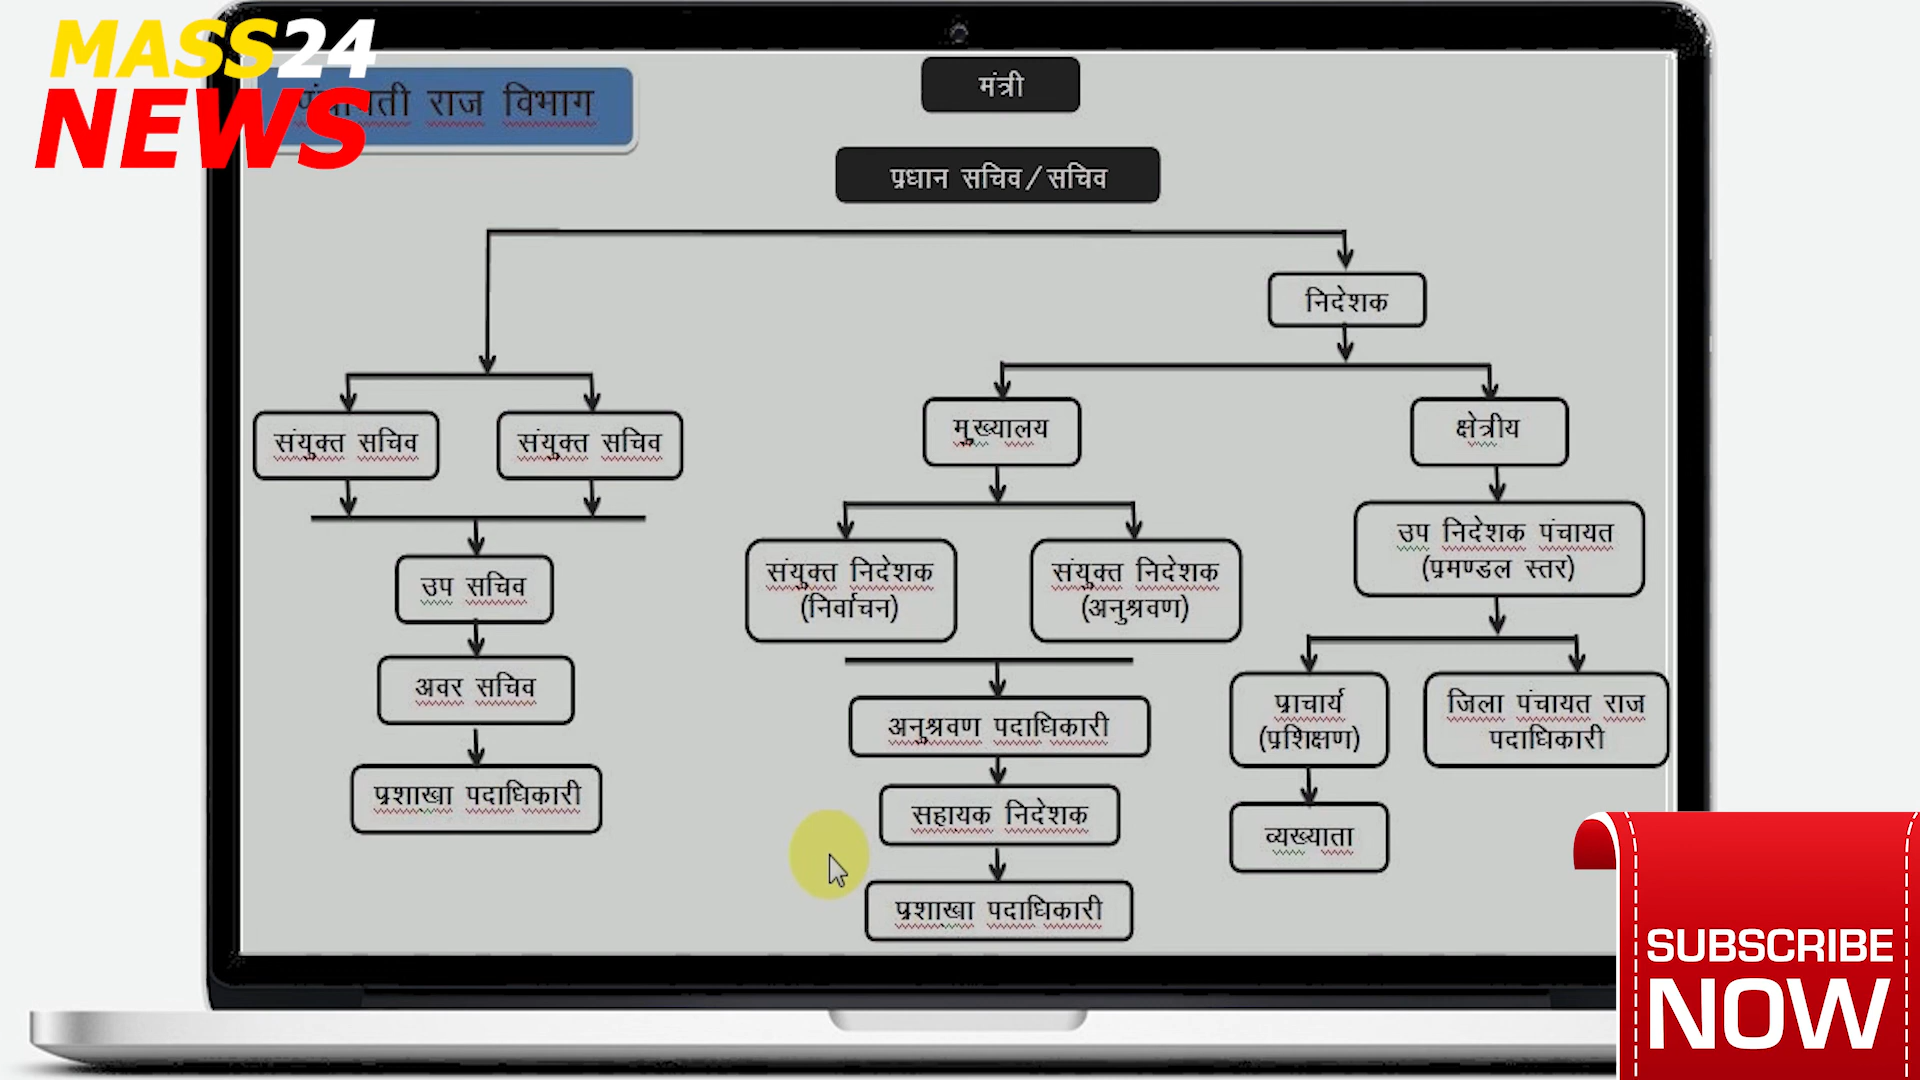 MASS24
NEWS
राज विभाग
मंत्री
प्रधान सचिव/सचिव
निदेशक
संयुक्त सचिव
संयुक्त सचिव
मुख्यालय
क्षेत्रीय
उप सचिव
संयुक्त निदेशक
(निर्वाचन)
संयुक्त निदेशक
(अनुश्रवण)
उप निदेशक पंचायत
(प्रमण्डल स्तर)
अवर सचिव
अनुश्रवण पदाधिकारी
प्राचार्य
(प्रशिक्षण)
जिला पंचायत राज
पदाधिकारी
प्रशाखा पदाधिकारी
सहायक निदेशक
व्यख्याता
प्रशाखा पदाधिकारी
SUBSCRIBE
NOW